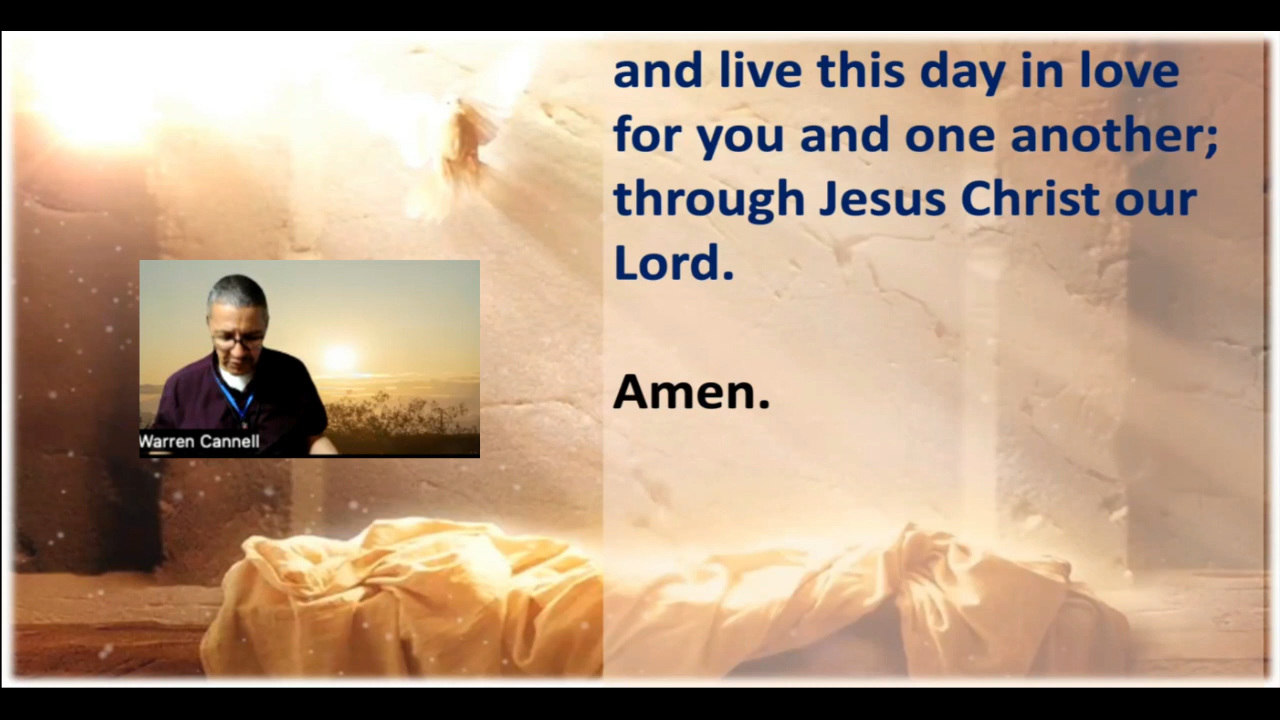 and live this day in love
for you and one another;
through Jesus Christ our
Lord.
Amen.
Warren Cannell